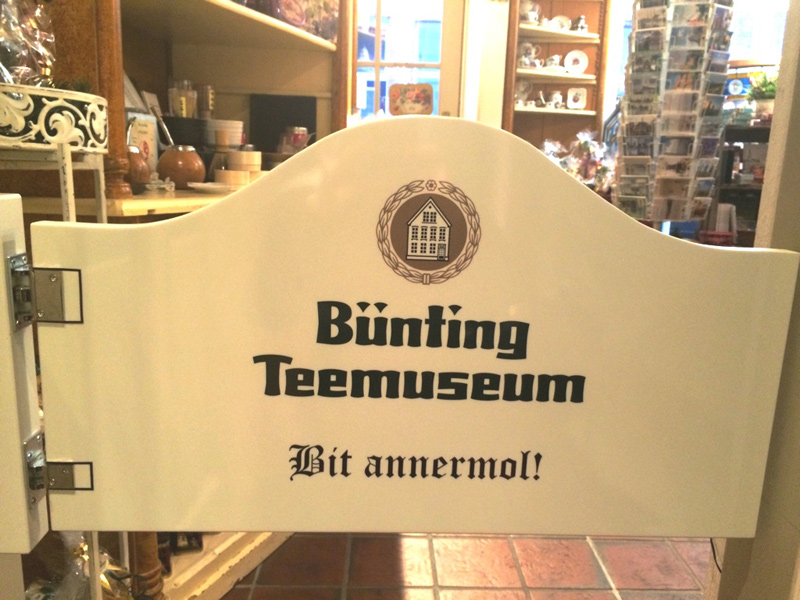 Bünting
Teemuseum
Bit annermol!